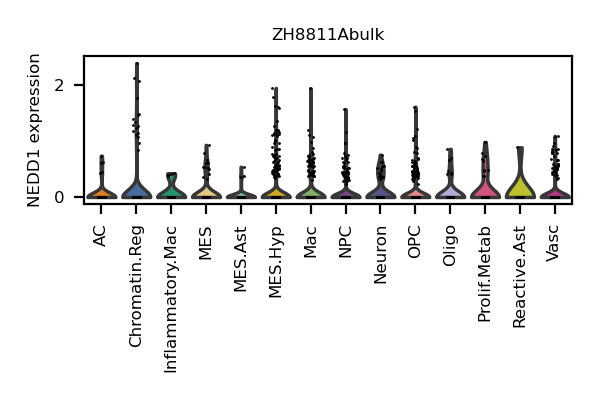 ZH8811Abulk
NEDD1 expression
2
0
AC
Chromatin.Reg
Inflammatory.Mac
MES
MES.Ast
MES.Hyp
Mac
NPC
Neuron
OPC
Oligo
Prolif.Metab
Reactive.Ast
Vasc